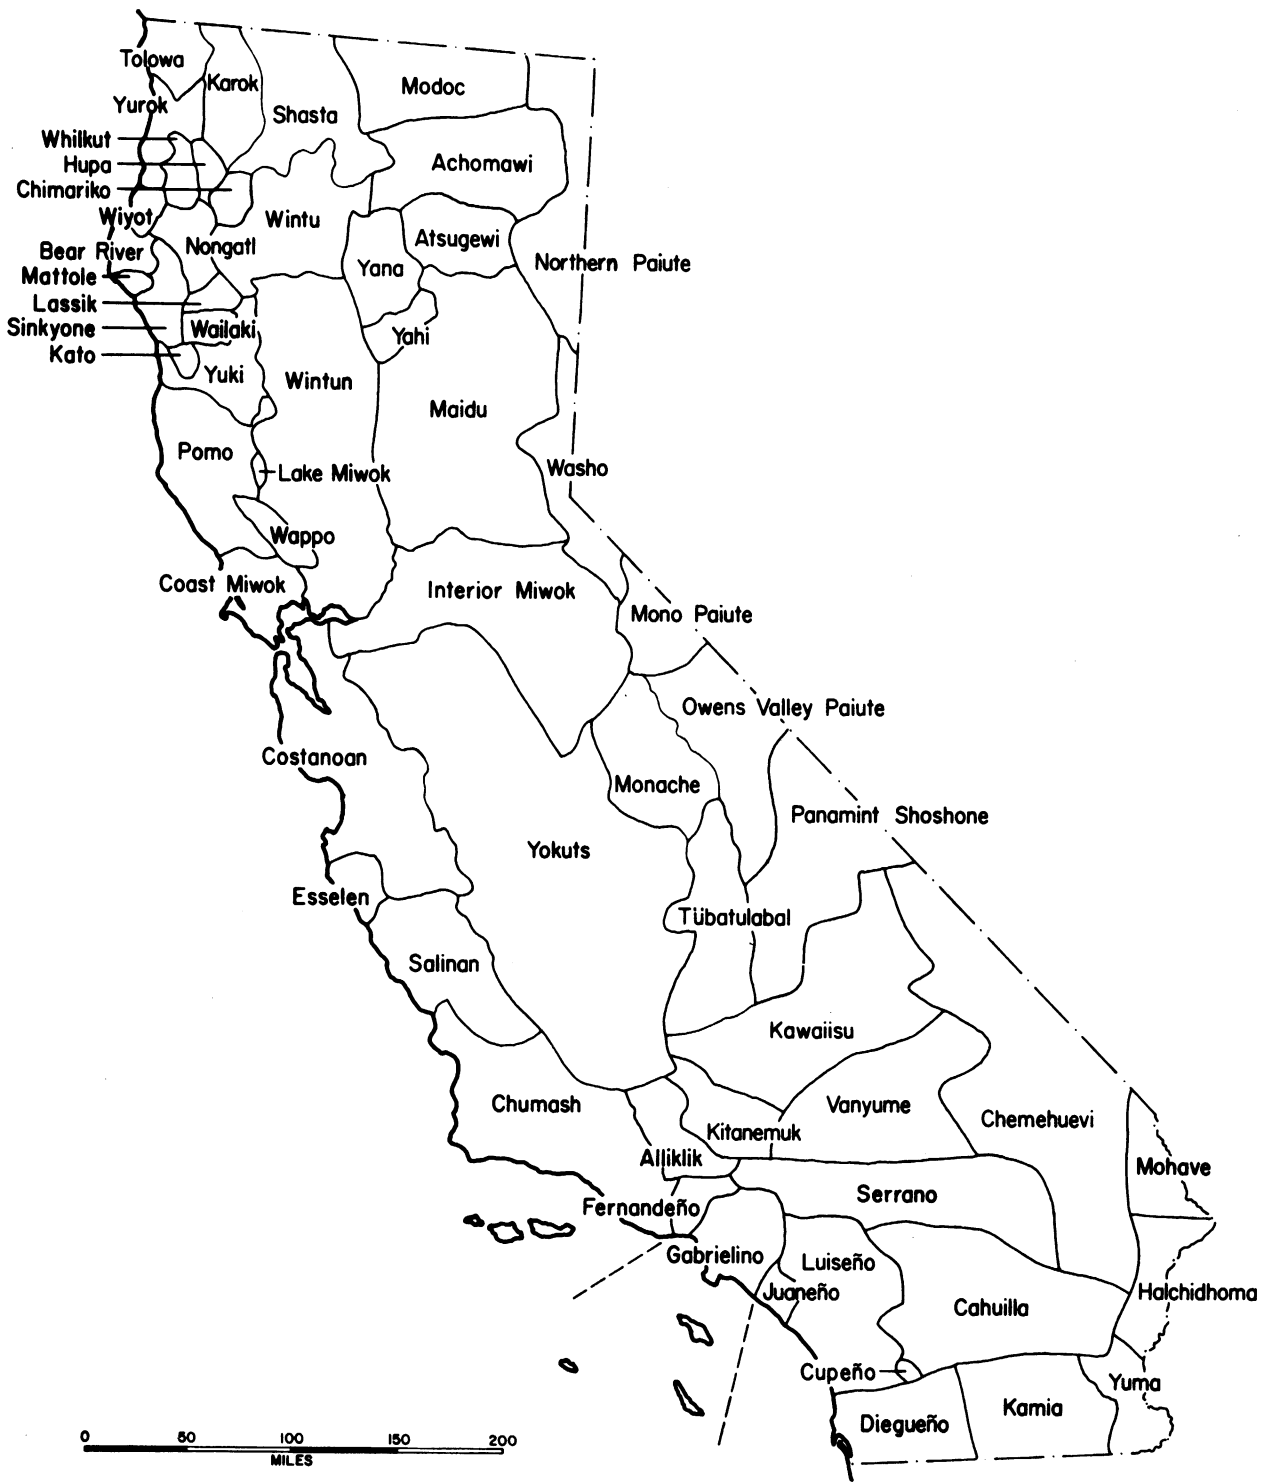 Tolowa
Karok
Modoc
Yurok
Shasta
Whilkut
Hupa
Achomawi
Chimariko
Wiyot
Wintu
Atsugewi
Bear River
Nongatl
Northern Paiute
Yana
Mattole
Lassik
Sinkyone
Wailaki
Yahi
Kato
Yuki
Wintun
Maidu
Pomo
Lake Miwok
Washo
Wappo
Coast Miwok
Interior Miwok
Mono Paiute
Owens Valley Paiute
Costanoan
Monache
Panamint Shoshone
Yokuts
Esselen
Tübatulabal
Salinan
Kawaiisu
Chumash
Vanyume
Chemehuevi
Kitanemuk
Alliklik
Mohave
Serrano
Fernandeño
Gabrielino
Luiseño
Juaneño
Halchidhoma
Cahuilla
Cupeño
Yuma
Kamia
Diegueño
0 50 100 150 200
MILES